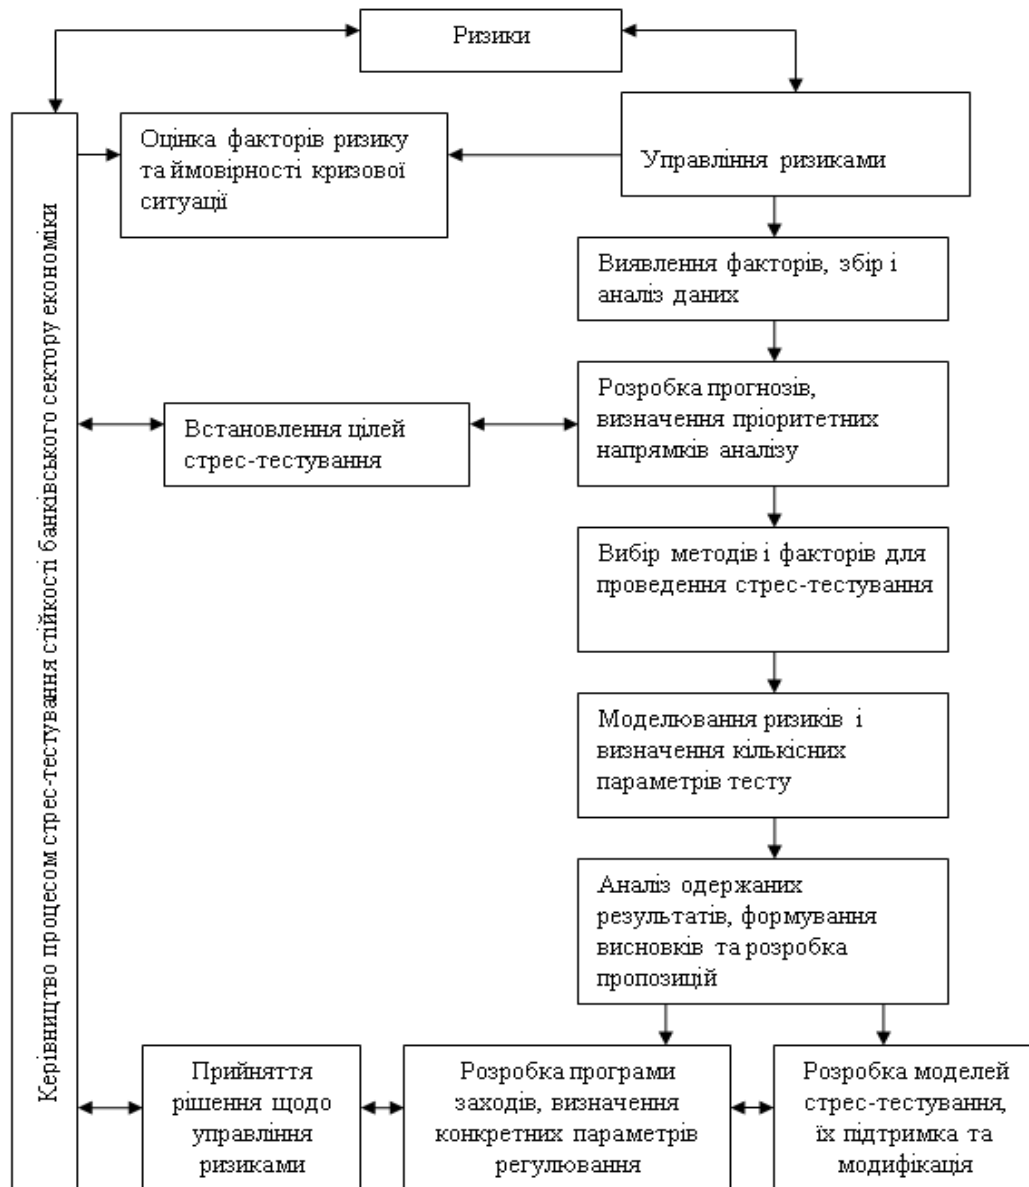 Ризики
Оцінка факторів ризику
та ймовірності кризової
ситуації
Управління ризиками
Виявлення факторів, збір і
аналіз даних
Керівництво процесом стрес-тестування стійкості банківського сектору економіки
Розробка прогнозів,
визначення пріоритетних
напрямків аналізу
Встановлення цілей
стрес-тестування
Вибір методів і факторів для
проведення стрес-тестування
Моделювання ризиків і
визначення кількісних
параметрів тесту
Аналіз одержаних
результатів, формування
висновків та розробка
пропозицій
Прийняття
рішення щодо
управління
ризиками
Розробка програми
заходів, визначення
конкретних параметрів
регулювання
Розробка моделей
стрес-тестування,
їх підтримка та
модифікація